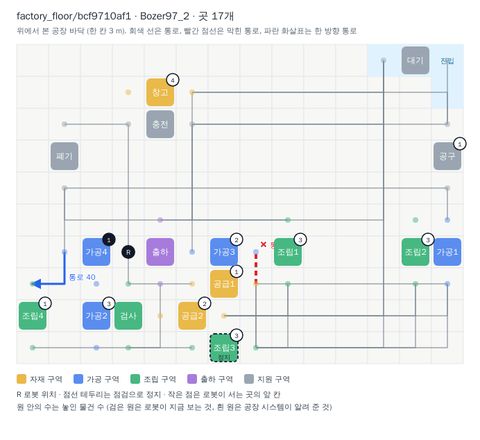 factory_floor/bcf9710af1 · Bozer97_2 · 곳 17개
위에서 본 공장 바닥 (한 칸 3 m). 회색 선은 통로, 빨간 점선은 막힌 통로, 파란 화살표는 한 방향 통로
대기
창고 4
충전
폐기
공구 1
가공4 1
R
출하
가공3 2
조립1 3
조립2 3
가공1
통로 40
공급1 1
조립4 1
가공2 3
검사
공급2 2
조립3 3
정지
자재 구역
가공 구역
조립 구역
출하 구역
지원 구역
R 로봇 위치 · 점선 테두리는 점검으로 정지 · 작은 점은 로봇이 서는 곳의 앞 칸
원 안의 수는 놓인 물건 수 (검은 원은 로봇이 지금 보는 것, 흰 원은 공장 시스템이 알려 준 것)